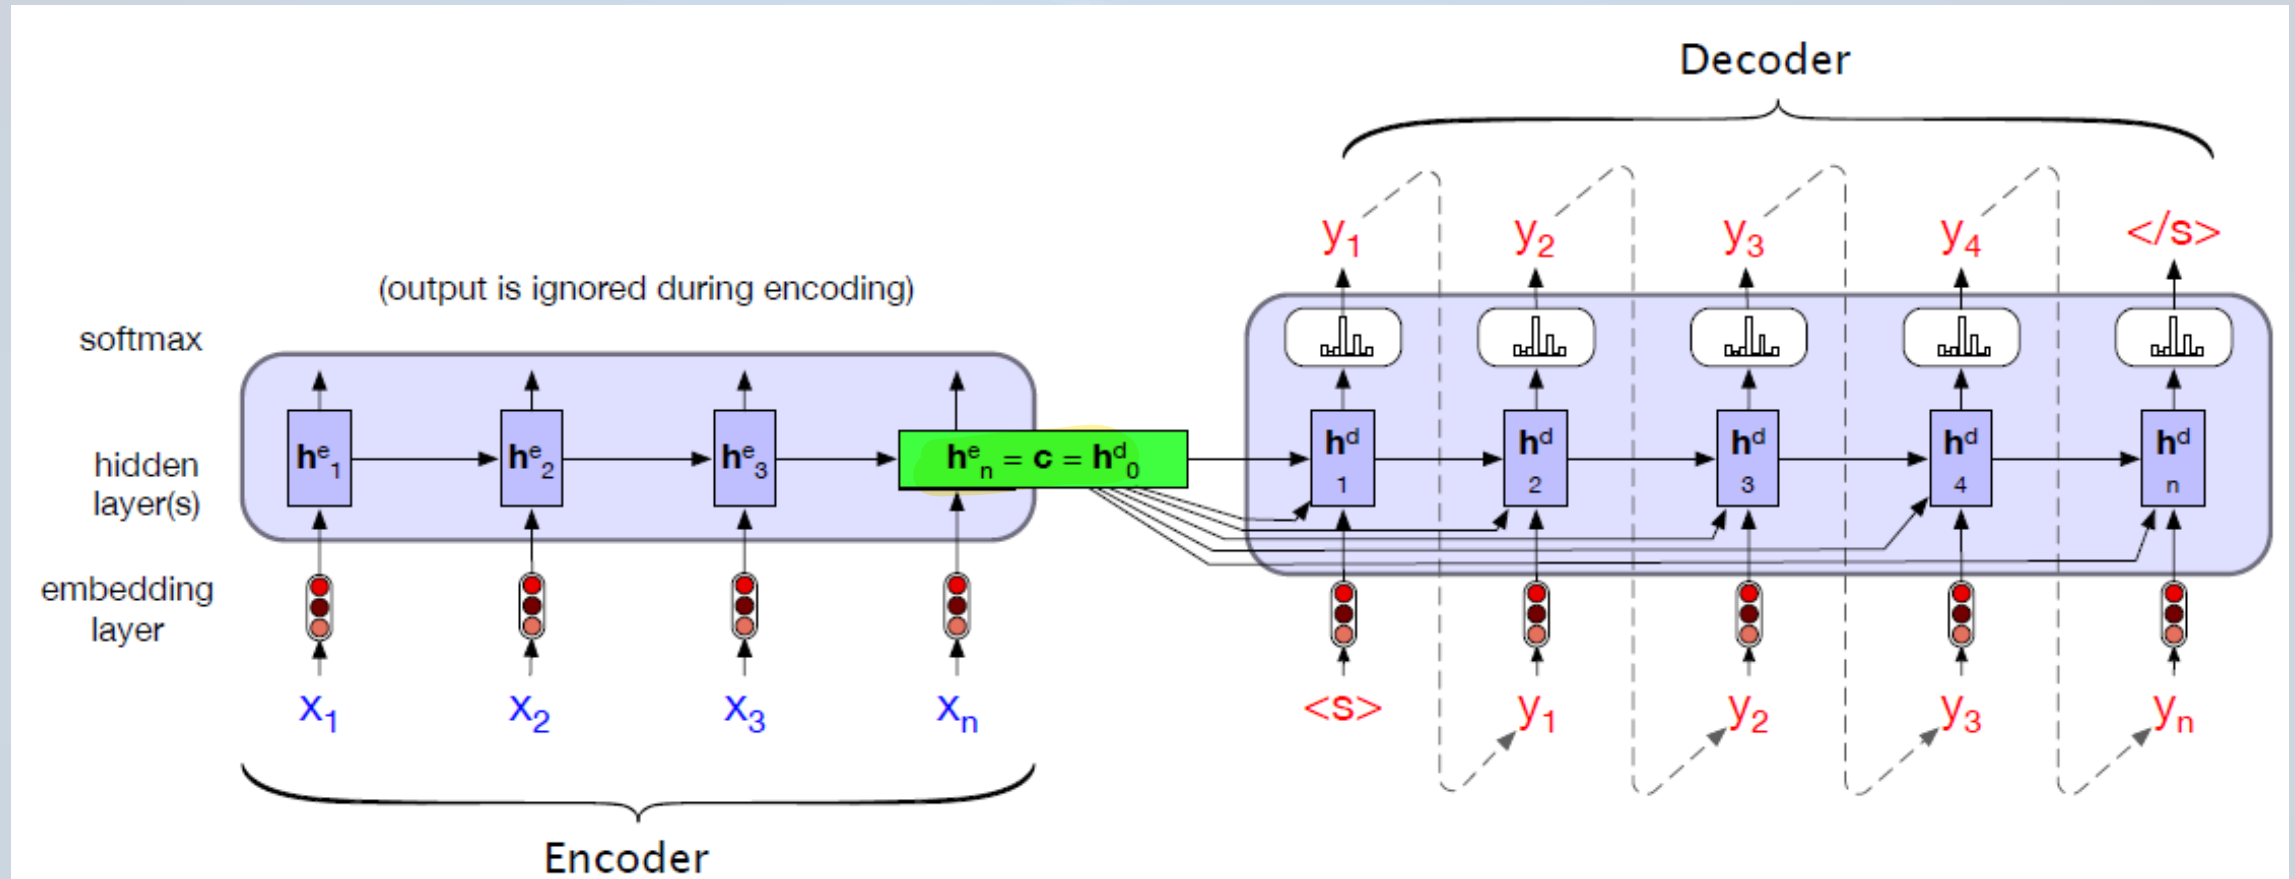 Decoder
y1 y2 y3 y4 </s>
(output is ignored during encoding)
softmax
hidden
layer(s)
he1 he2 he3 hen = c = hd0 hd1 hd2 hd3 hd4 hdn
embedding
layer
x1 x2 x3 xn <s> y1 y2 y3 yn
Encoder